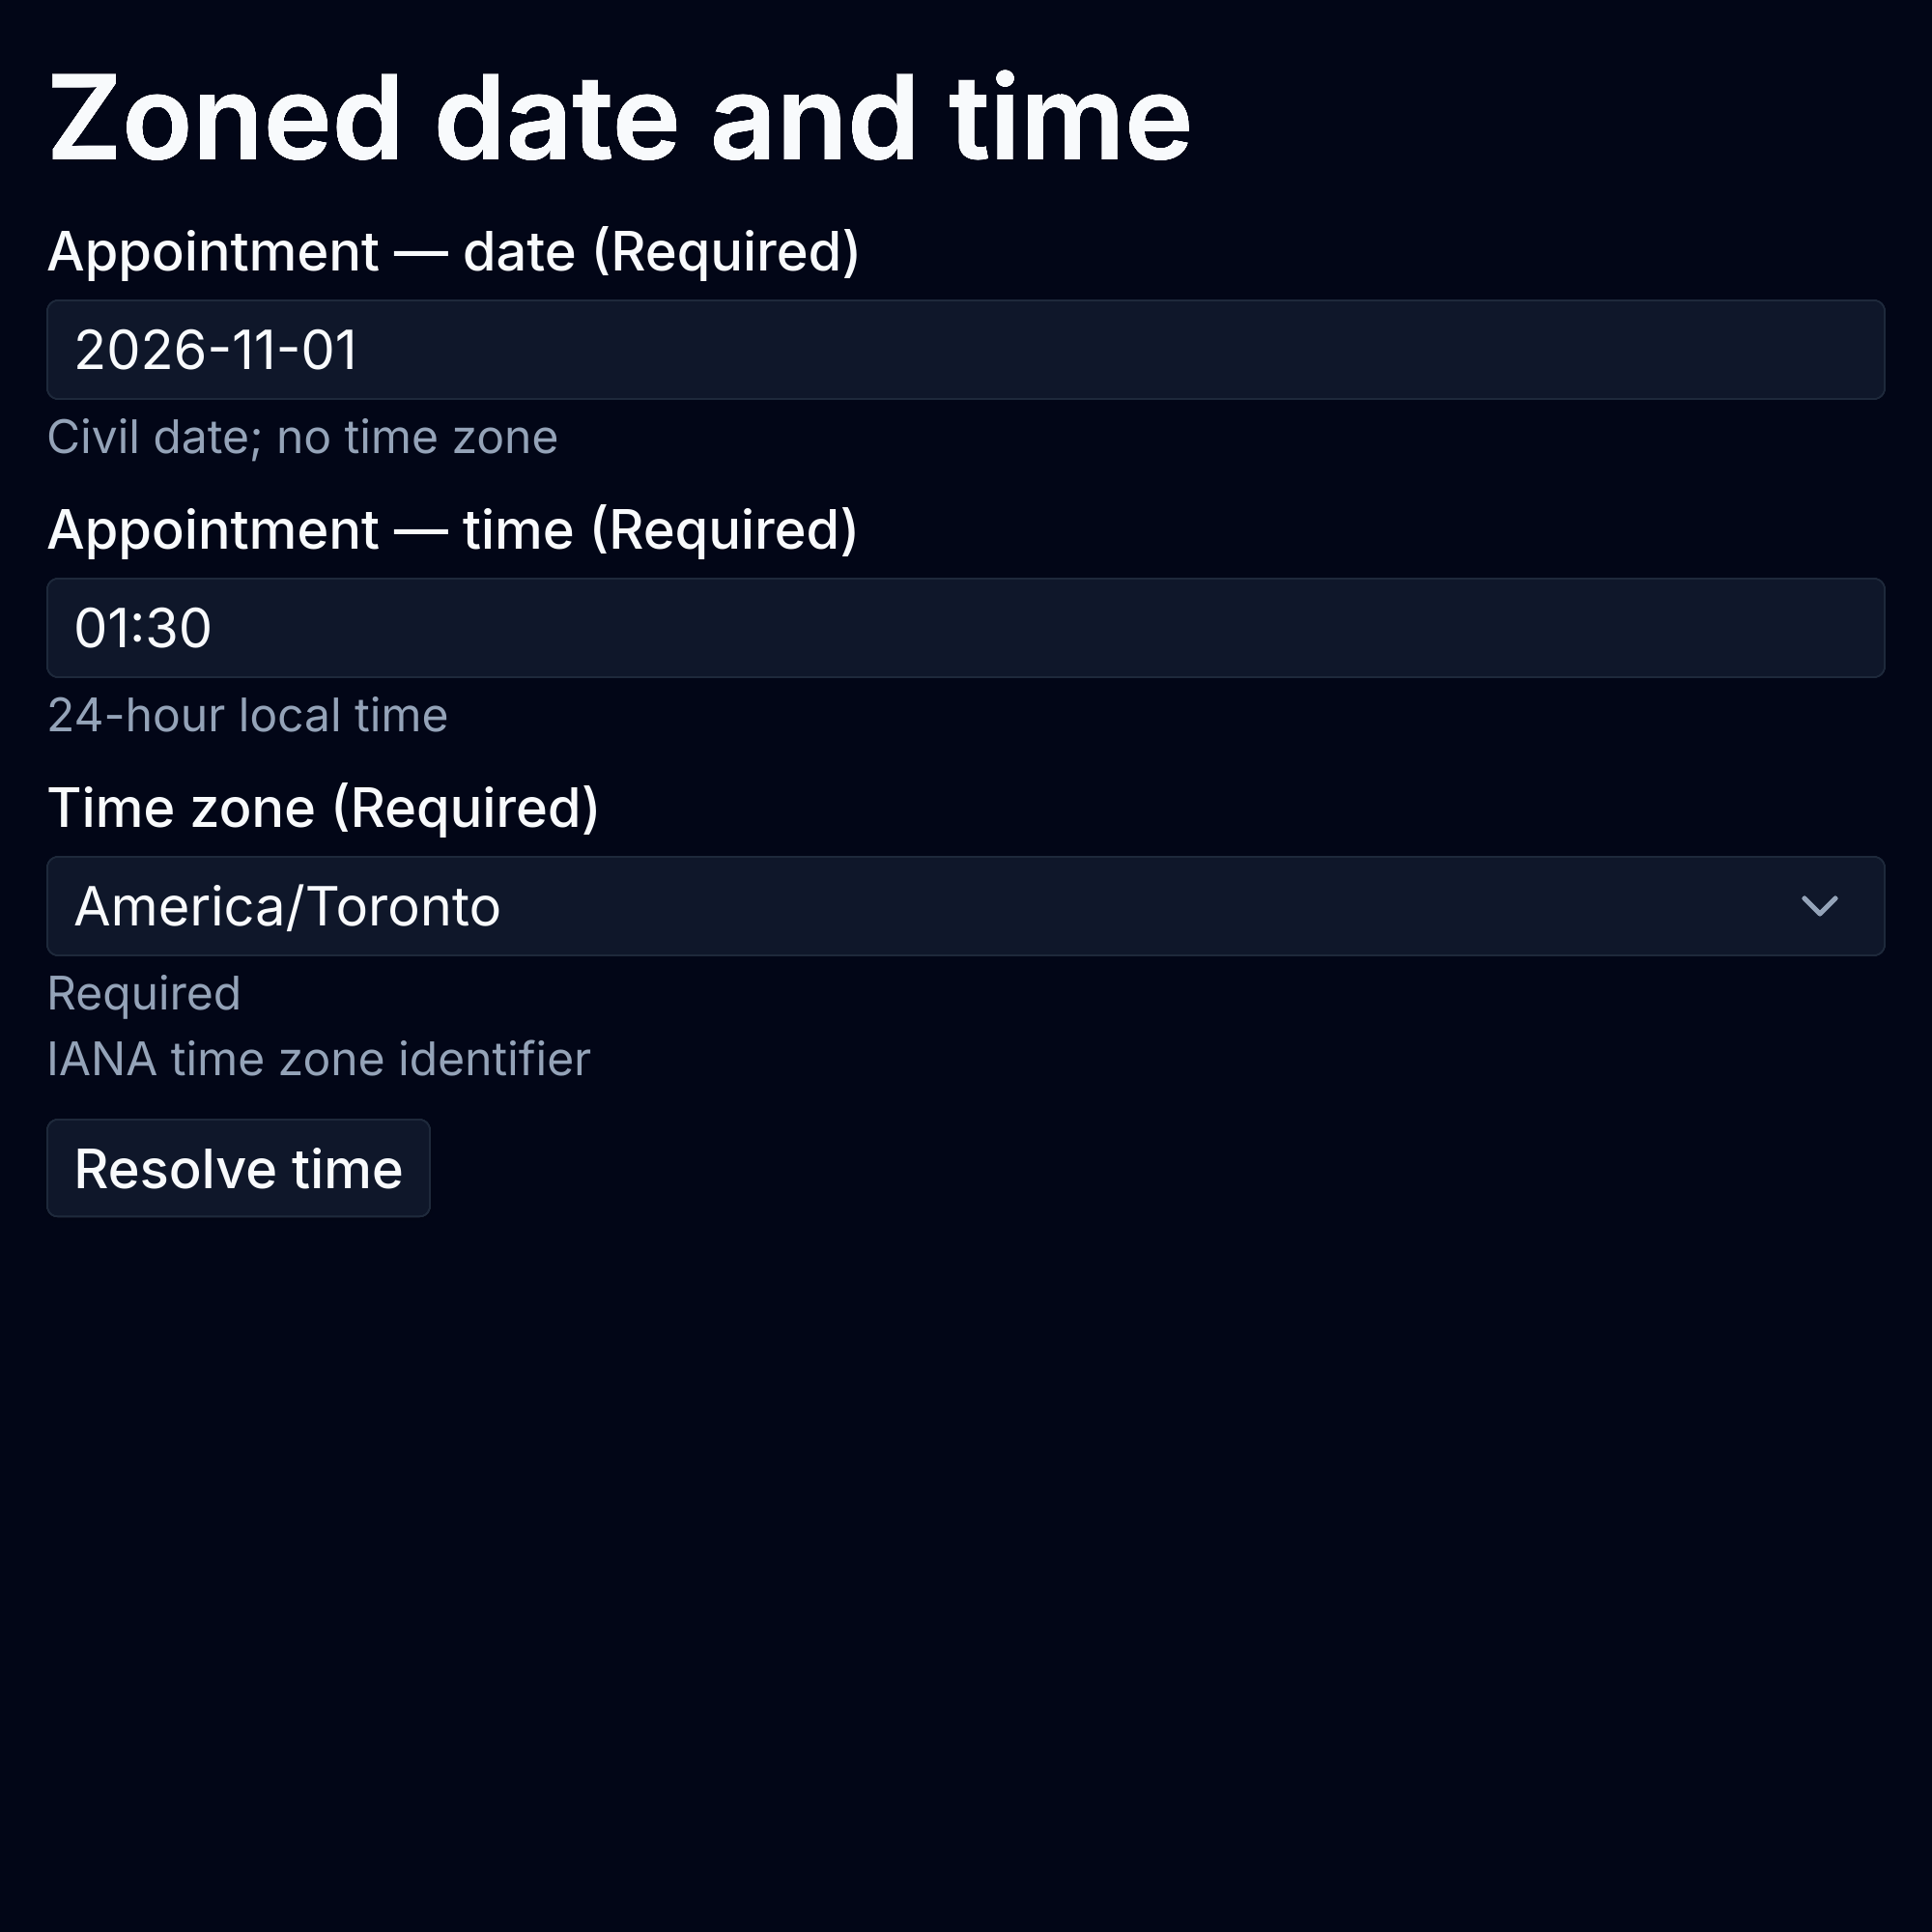 Zoned date and time
Appointment — date (Required)
2026-11-01
Civil date; no time zone
Appointment — time (Required)
01:30
24-hour local time
Time zone (Required)
America/Toronto
Required
IANA time zone identifier
Resolve time